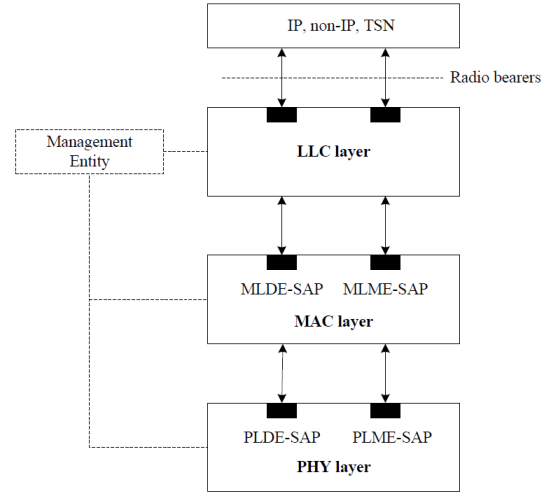 IP, non-IP, TSN
Radio bearers
LLC layer
Management
Entity
MLDE-SAP MLME-SAP
MAC layer
PLDE-SAP PLME-SAP
PHY layer